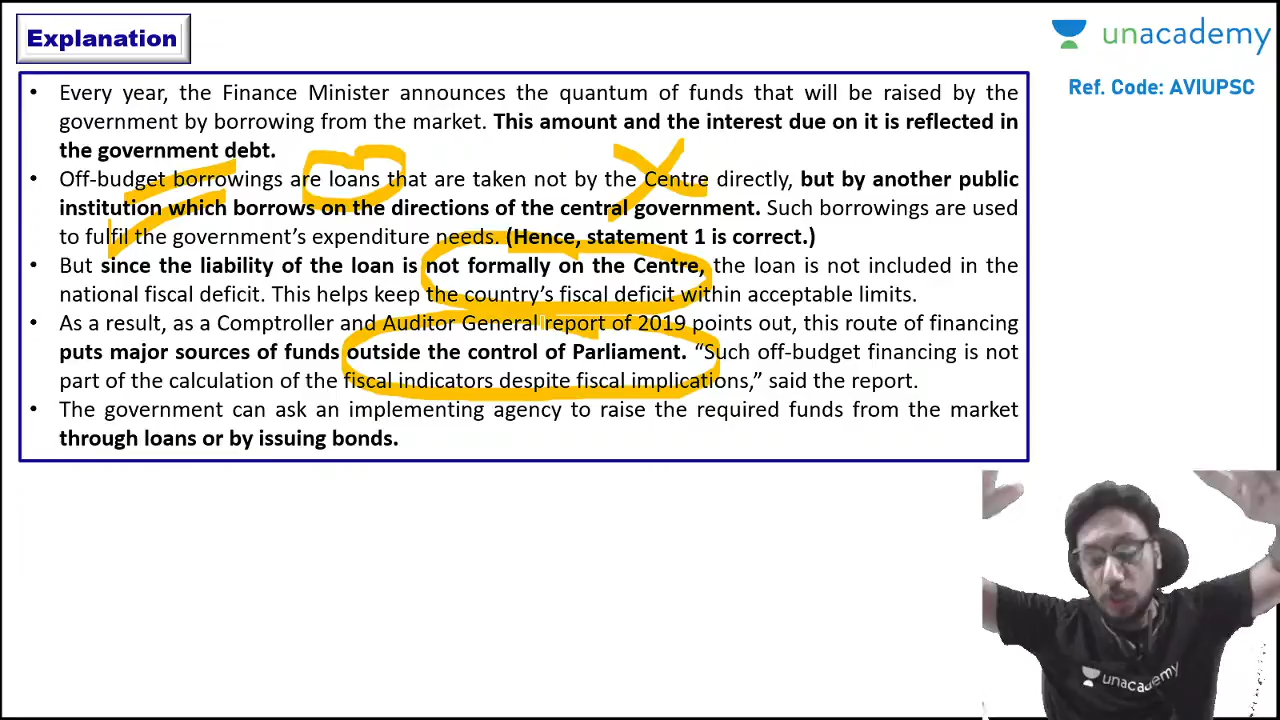 Explanation
unacademy
Ref. Code: AVIUPSC
• Every year, the Finance Minister announces the quantum of funds that will be raised by the
government by borrowing from the market. This amount and the interest due on it is reflected in
the government debt.
• Off-budget borrowings are loans that are taken not by the Centre directly, but by another public
institution which borrows on the directions of the central government. Such borrowings are used
to fulfil the government’s expenditure needs. (Hence, statement 1 is correct.)
• But since the liability of the loan is not formally on the Centre, the loan is not included in the
national fiscal deficit. This helps keep the country’s fiscal deficit within acceptable limits.
• As a result, as a Comptroller and Auditor General report of 2019 points out, this route of financing
puts major sources of funds outside the control of Parliament. “Such off-budget financing is not
part of the calculation of the fiscal indicators despite fiscal implications,” said the report.
• The government can ask an implementing agency to raise the required funds from the market
through loans or by issuing bonds.
unacademy